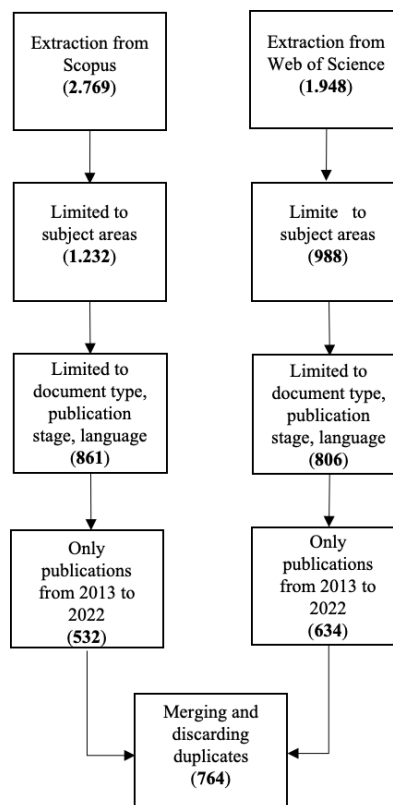 Extraction from
Scopus
(2.769)
Extraction from
Web of Science
(1.948)
Limited to
subject areas
(1.232)
Limite to
subject areas
(988)
Limited to
document type,
publication
stage, language
(861)
Limited to
document type,
publication
stage, language
(806)
Only
publications
from 2013 to
2022
(532)
Only
publications
from 2013 to
2022
(634)
Merging and
discarding
duplicates
(764)